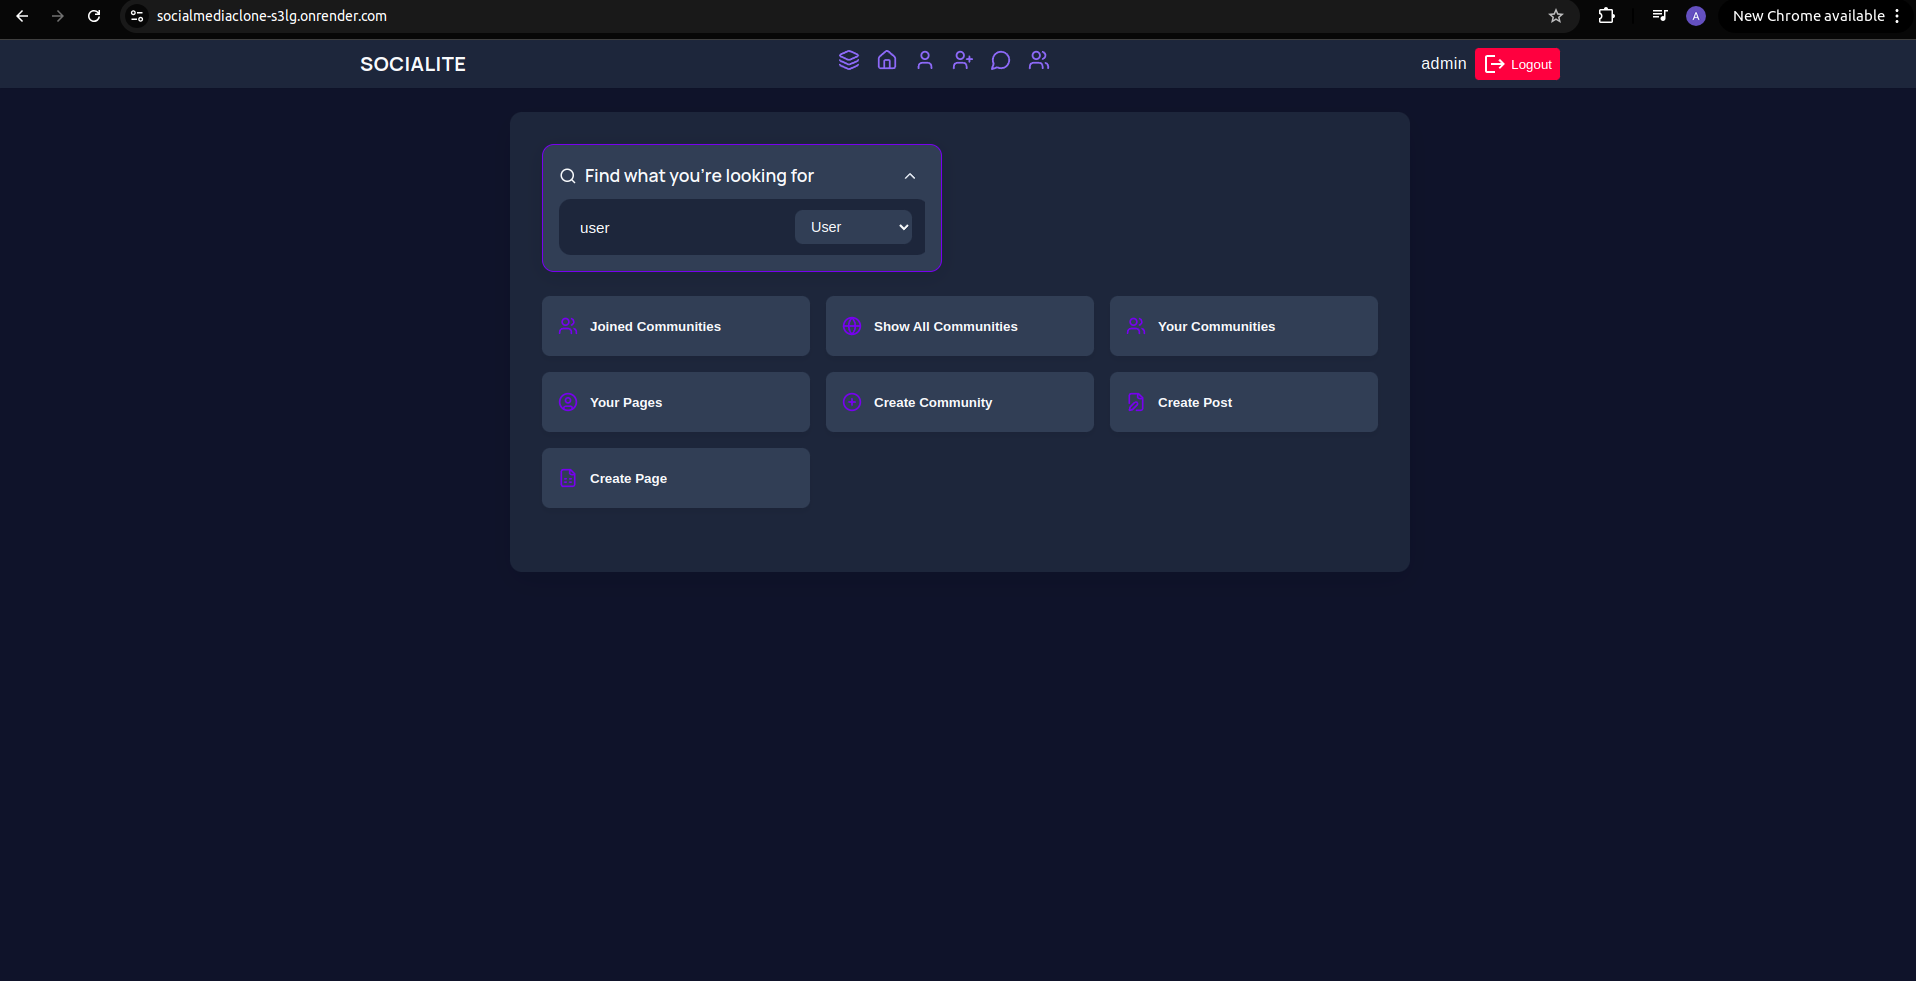 socialmediaclone-s3lg.onrender.com
A
New Chrome available
SOCIALITE
admin
Logout
Find what you're looking for
user
User
Joined Communities
Show All Communities
Your Communities
Your Pages
Create Community
Create Post
Create Page